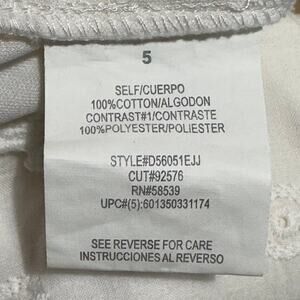 5
SELF/CUERPO
100%COTTON/ALGODON
CONTRAST#1/CONTRASTE
100%POLYESTER/POLIESTER
STYLE#D56051EJJ
CUT#92576
RN#58539
UPC#(5):601350331174
SEE REVERSE FOR CARE
INSTRUCCIONES AL REVERSO